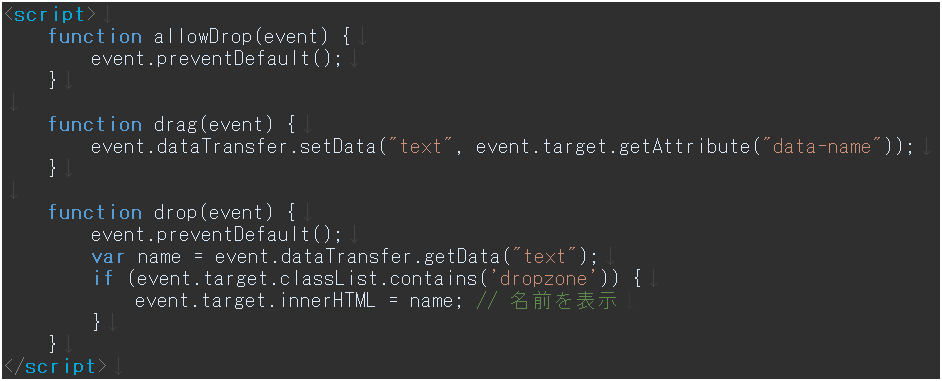 <script>↓
    function allowDrop(event) {↓
        event.preventDefault();↓
    }↓
↓
    function drag(event) {↓
        event.dataTransfer.setData("text", event.target.getAttribute("data-name"));↓
    }↓
↓
    function drop(event) {↓
        event.preventDefault();↓
        var name = event.dataTransfer.getData("text");↓
        if (event.target.classList.contains('dropzone')) {↓
            event.target.innerHTML = name; // 名前を表示↓
        }↓
    }↓
</script>↓